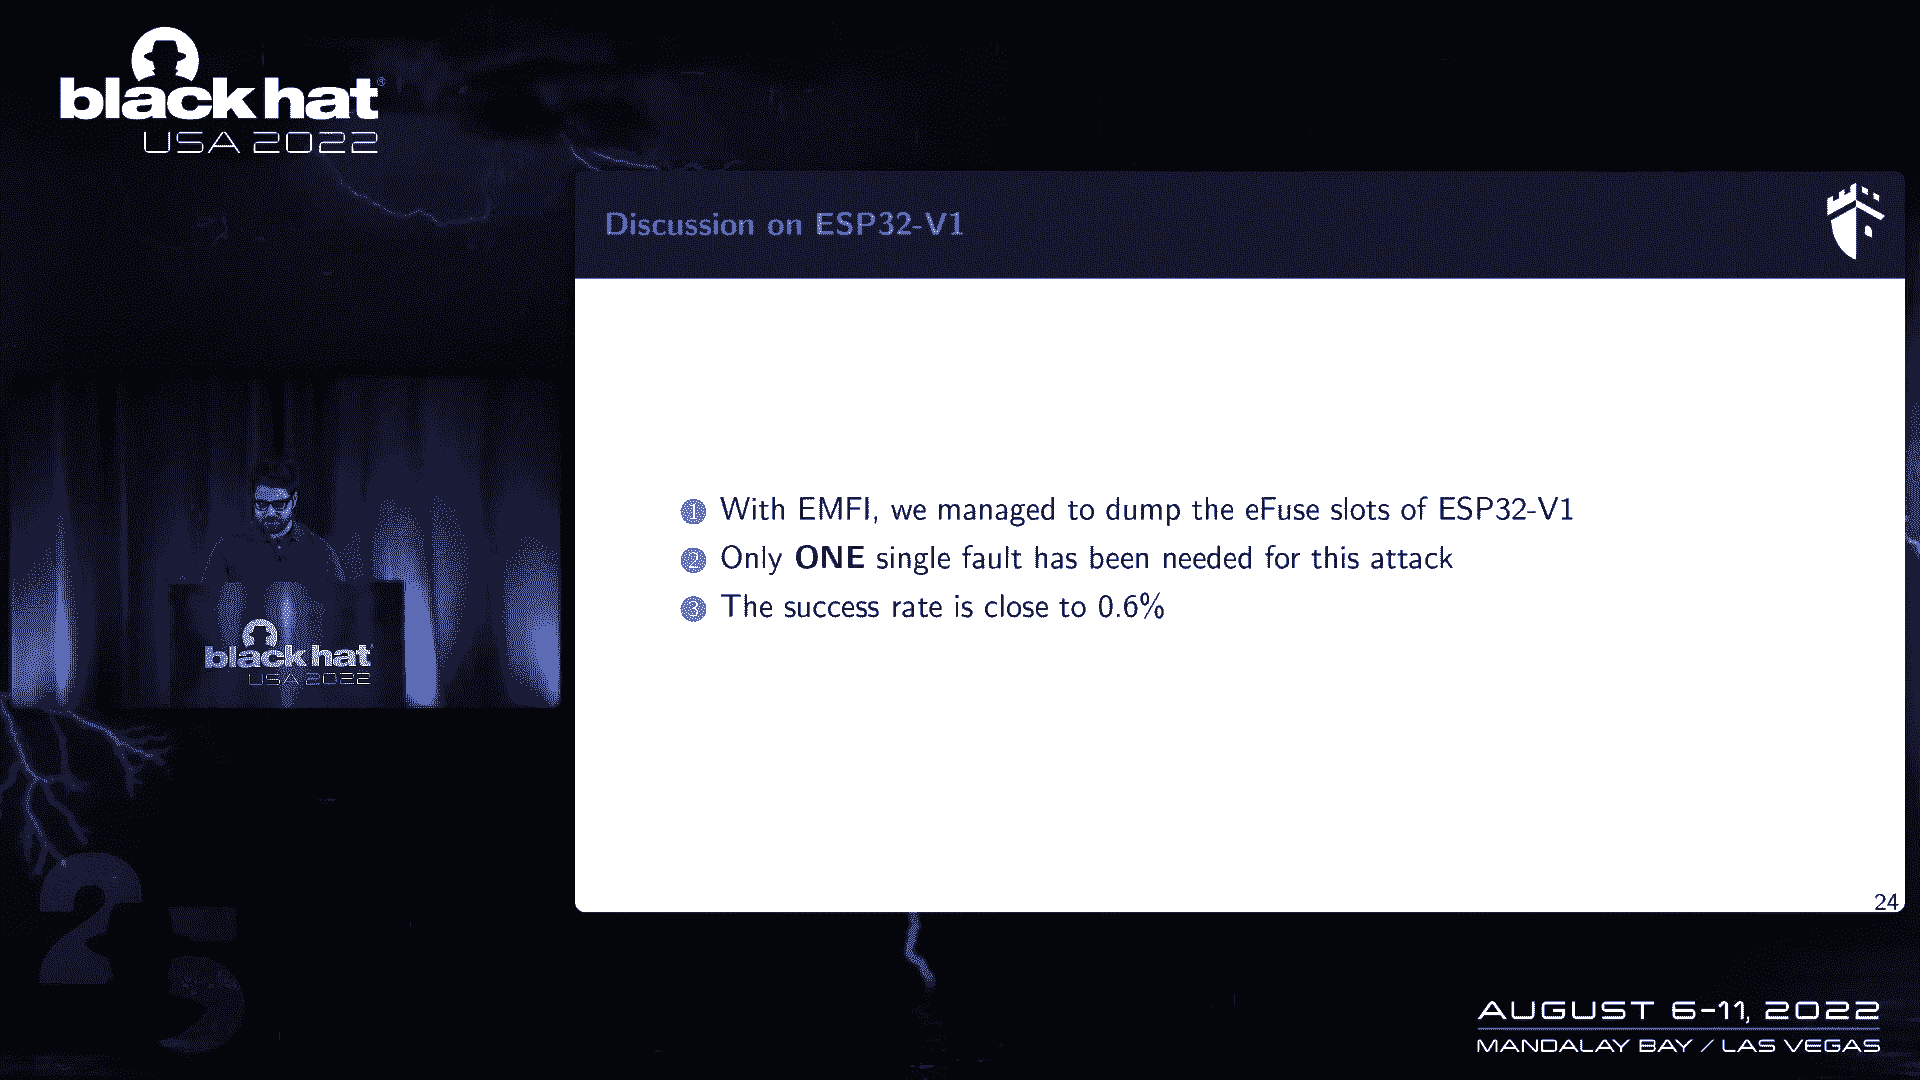 black hat®
USA 2022
Discussion on ESP32-V1
1 With EMFI, we managed to dump the eFuse slots of ESP32-V1
2 Only ONE single fault has been needed for this attack
3 The success rate is close to 0.6%
24
black hat
USA 2022
25
AUGUST 6-11, 2022
MANDALAY BAY / LAS VEGAS